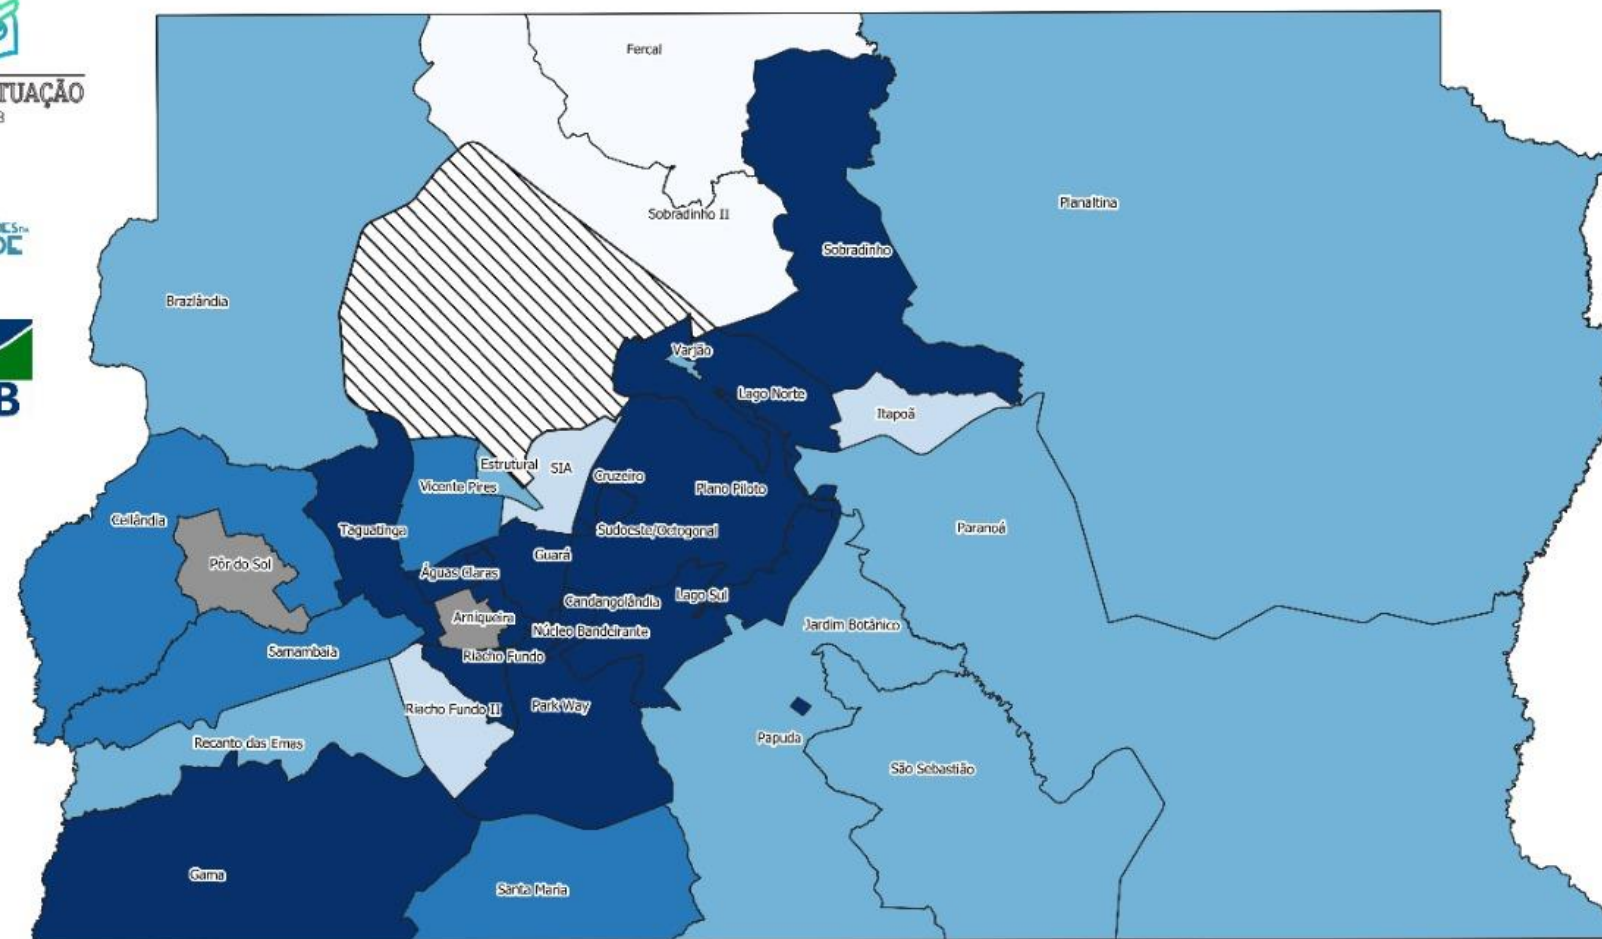 TUAÇÃO
Fercal
Planaltina
Sobradinho II
Sobradinho
Brazlândia
Varjão
Lago Norte
B
Itapoã
Estrutural
SIA
Cruzeiro
Vicente Pires
Plano Piloto
Ceilândia
Taguatinga
Sudoeste/Octogonal
Paranoá
Guará
Pôr do Sol
Águas Claras
Candangolândia
Lago Sul
Arniqueira
Núcleo Bandeirante
Jardim Botânico
Samambaia
Riacho Fundo
Riacho Fundo II
Park Way
Recanto das Emas
Papuda
São Sebastião
Gama
Santa Maria